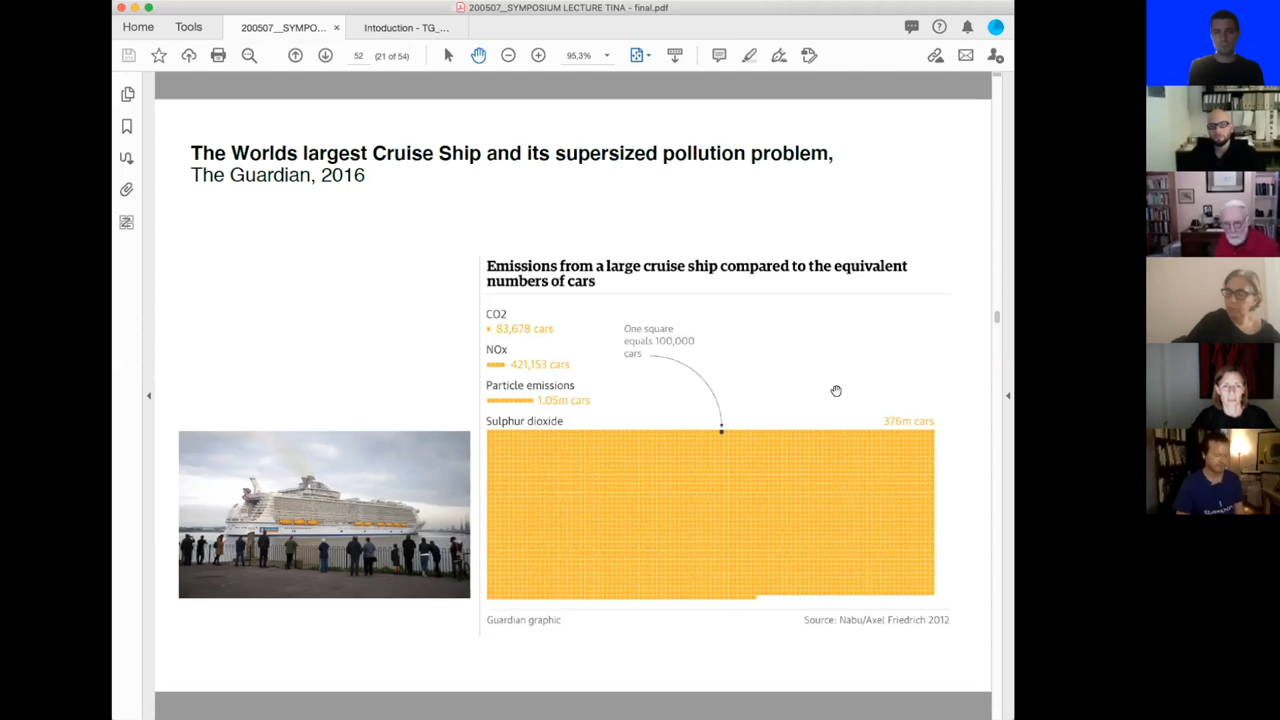 200507__SYMPOSIUM LECTURE TINA - final.pdf
Home Tools 200507__SYMPO... × Intoduction - TG_...
52 (21 of 54) 95,3%
The Worlds largest Cruise Ship and its supersized pollution problem,
The Guardian, 2016
Emissions from a large cruise ship compared to the equivalent
numbers of cars
CO2
83,678 cars
One square
equals 100,000
cars
NOx
421,153 cars
Particle emissions
1.05m cars
Sulphur dioxide
376m cars
Guardian graphic
Source: Nabu/Axel Friedrich 2012